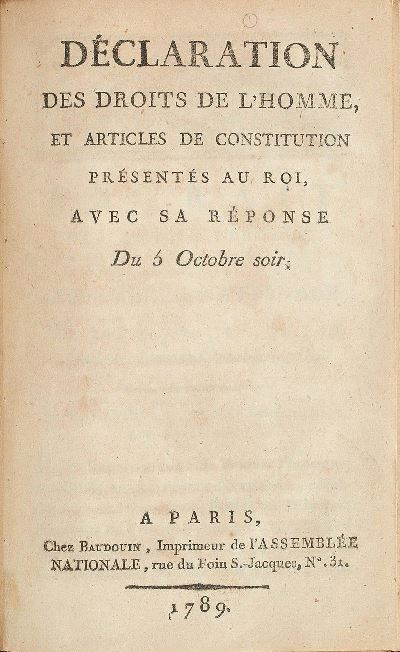 DÉCLARATION
DES DROITS DE L'HOMME,
ET ARTICLES DE CONSTITUTION
PRÉSENTÉS AU ROI,
AVEC SA RÉPONSE
Du 5 Octobre soir.
A PARIS,
Chez BAUDOUIN, Imprimeur de l'ASSEMBLÉE
NATIONALE, rue du Foin S.-Jacques, N°. 31.
1789.